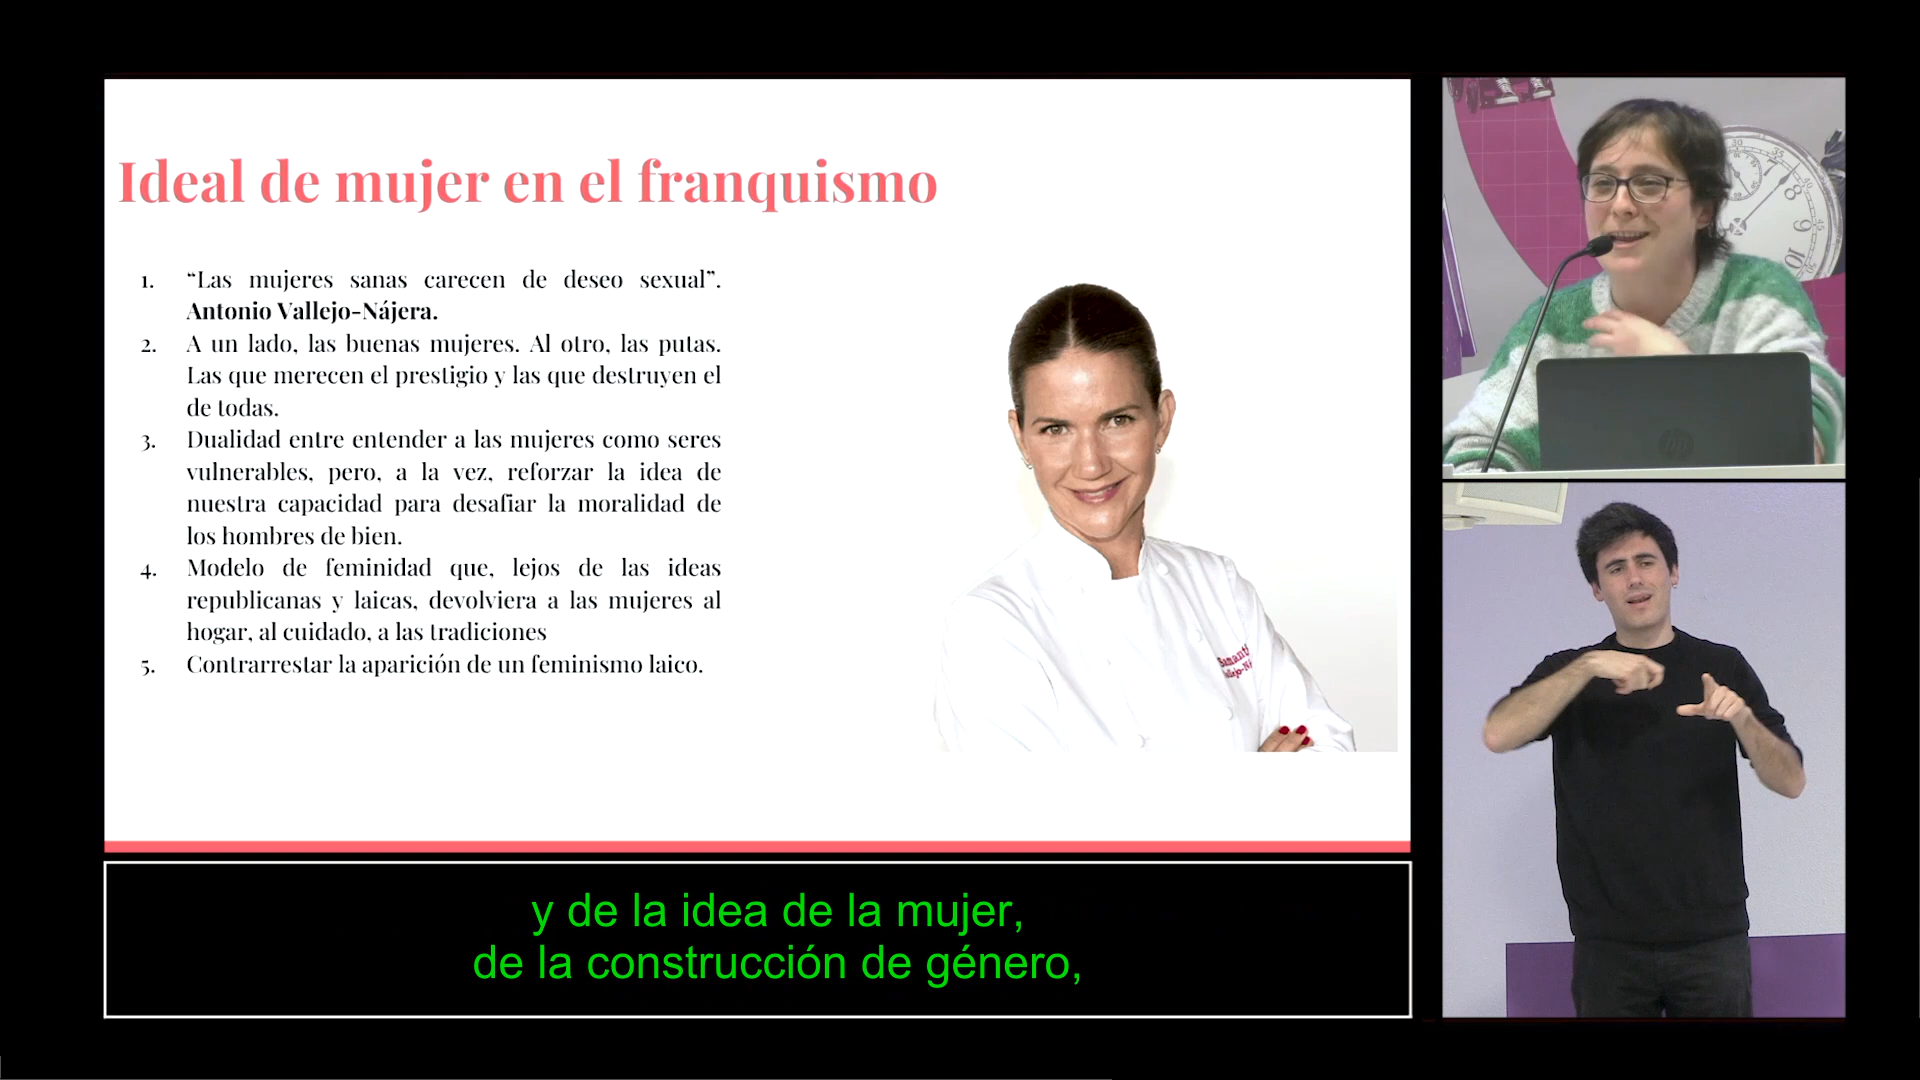 Ideal de mujer en el franquismo
1. “Las mujeres sanas carecen de deseo sexual”.
Antonio Vallejo-Nájera.
2. A un lado, las buenas mujeres. Al otro, las putas.
Las que merecen el prestigio y las que destruyen el
de todas.
3. Dualidad entre entender a las mujeres como seres
vulnerables, pero, a la vez, reforzar la idea de
nuestra capacidad para desafiar la moralidad de
los hombres de bien.
4. Modelo de feminidad que, lejos de las ideas
republicanas y laicas, devolviera a las mujeres al
hogar, al cuidado, a las tradiciones
5. Contrarrestar la aparición de un feminismo laico.
y de la idea de la mujer,
de la construcción de género,